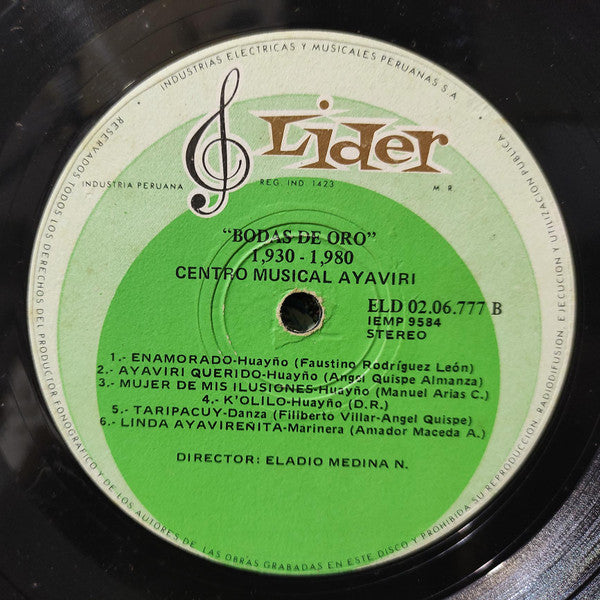 INDUSTRIAS ELECTRICAS Y MUSICALES PERUANAS S A
Lider
INDUSTRIA PERUANA
REG. IND 1423
M R
"BODAS DE ORO"
1,930 - 1,980
CENTRO MUSICAL AYAVIRI
ELD 02.06.777 B
IEMP 9584
STEREO
1.- ENAMORADO-Huayño (Faustino Rodríguez León)
2.- AYAVIRI QUERIDO-Huayño (Angel Quispe Almanza)
3.- MUJER DE MIS ILUSIONES-Huayño (Manuel Arias C.)
4.- K'OLILO-Huayño (D.R.)
5.- TARIPACUY-Danza (Filiberto Villar-Angel Quispe)
6.- LINDA AYAVIREÑITA-Marinera (Amador Maceda A.)
DIRECTOR: ELADIO MEDINA N.
RESERVADOS TODOS LOS DERECHOS DEL PRODUCTOR FONOGRAFICO Y DE LOS AUTORES DE LAS OBRAS GRABADAS EN ESTE DISCO Y PROHIBIDA SU REPRODUCCION, RADIODIFUSION, EJECUCION Y UTILIZACION PUBLICA